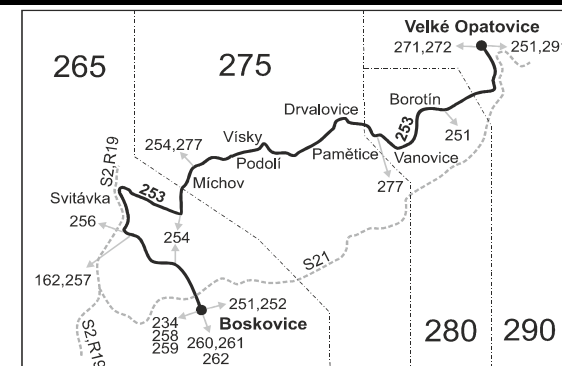 Velké Opatovice
271,272
251,291
265
275
Borotín
Drvalovice
253
251
Visky
254,277
Podolí
Pamětice
Vanovice
S2,R19
Míchov
277
253
Svitávka
256
254
S21
162,257
251,252
234
Boskovice
258
260,261
259
262
S2,R19
280
290